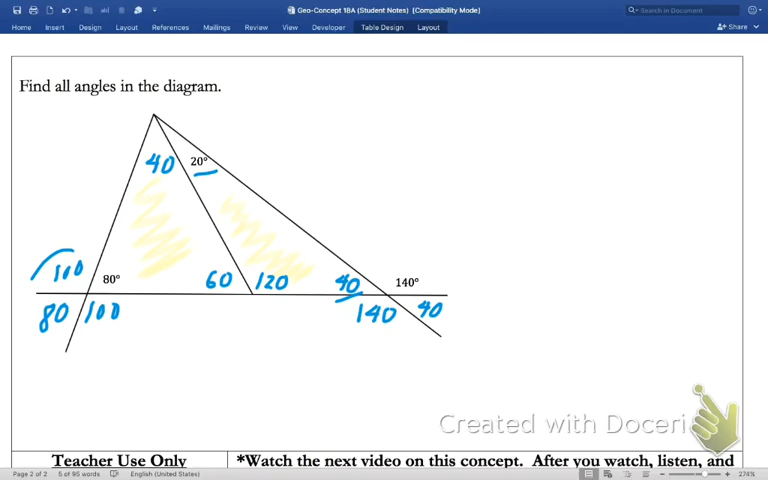 Geo-Concept 18A (Student Notes) [Compatibility Mode]
Search in Document
Home Insert Design Layout References Mailings Review View Developer Table Design Layout
Share
Find all angles in the diagram.
40 20°
100 80° 60 120 40 140°
80 100 140 40
Created with Doceri
Teacher Use Only
*Watch the next video on this concept. After you watch, listen, and
Page 2 of 2 5 of 95 words English (United States) 274%